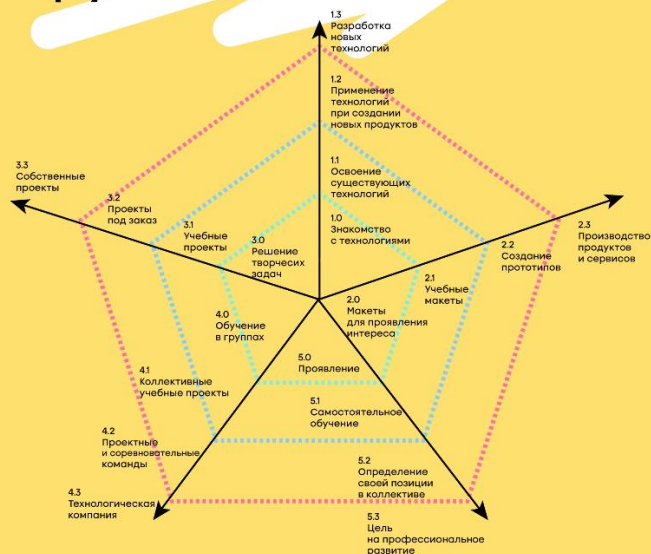 1.3
Разработка
новых
технологий
1.2
Применение
технологий
при создании
новых продуктов
1.1
Освоение
существующих
технологий
1.0
Знакомство
с технологиями
2.0
Макеты
для проявления
интереса
2.1
Учебные
макеты
2.2
Создание
прототипов
2.3
Производство
продуктов
и сервисов
3.3
Собственные
проекты
3.2
Проекты
под заказ
3.1
Учебные
проекты
3.0
Решение
творчесих
задач
4.0
Обучение
в группах
4.1
Коллективные
учебные проекты
4.2
Проектные
и соревновательные
команды
4.3
Технологическая
компания
5.0
Проявление
5.1
Самостоятельное
обучение
5.2
Определение
своей позиции
в коллективе
5.3
Цель
на профессиональное
развитие